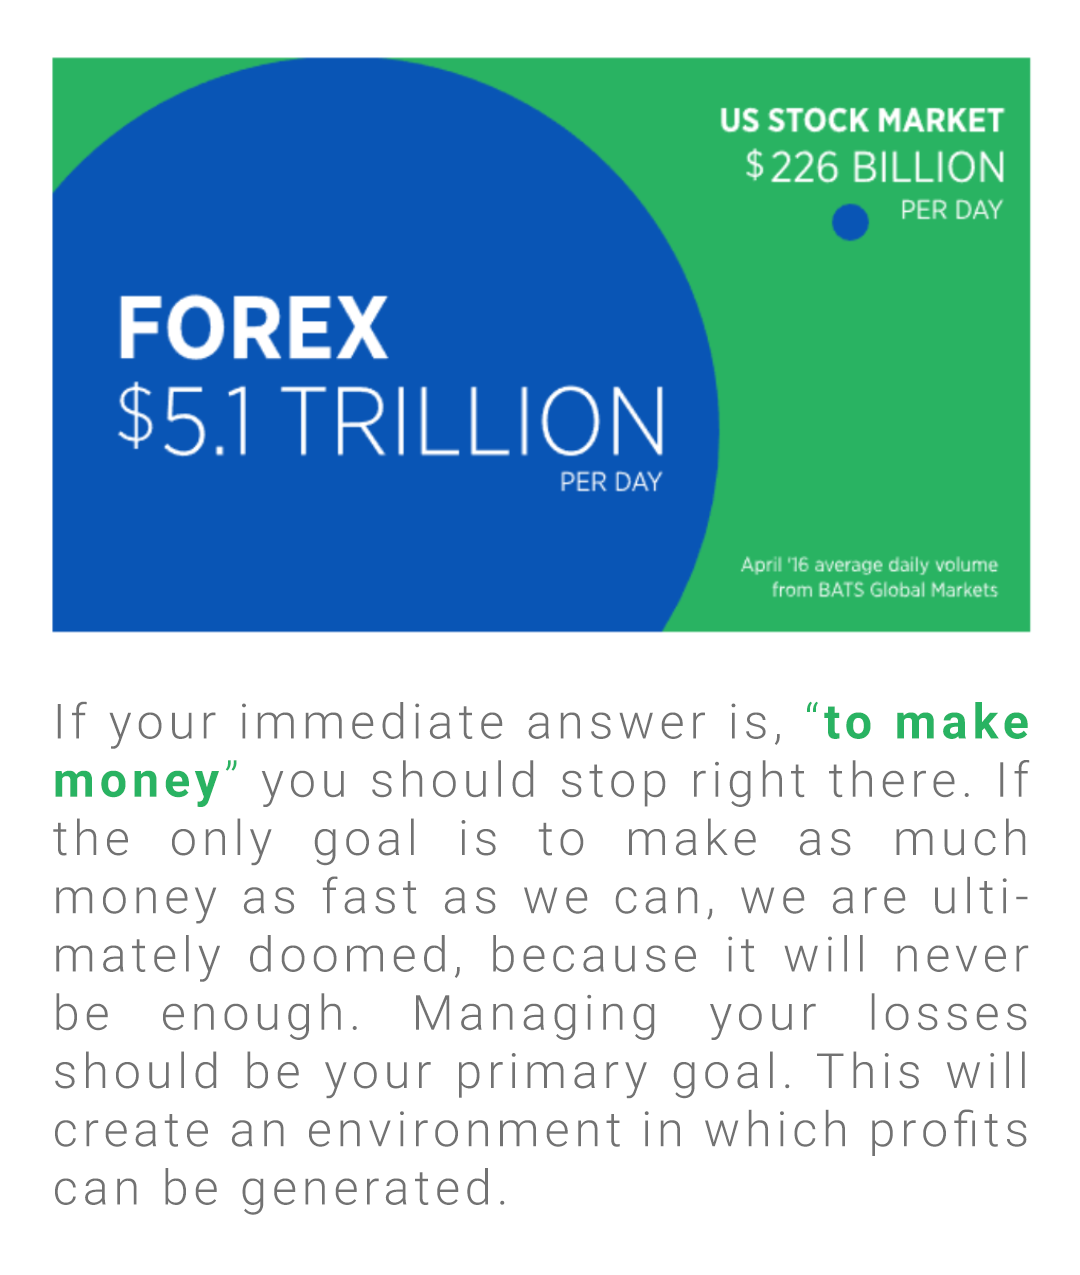 US STOCK MARKET
$226 BILLION
PER DAY
FOREX
$5.1 TRILLION
PER DAY
April '16 average daily volume
from BATS Global Markets
If your immediate answer is, “to make
money” you should stop right there. If
the only goal is to make as much
money as fast as we can, we are ulti-
mately doomed, because it will never
be enough. Managing your losses
should be your primary goal. This will
create an environment in which profits
can be generated.